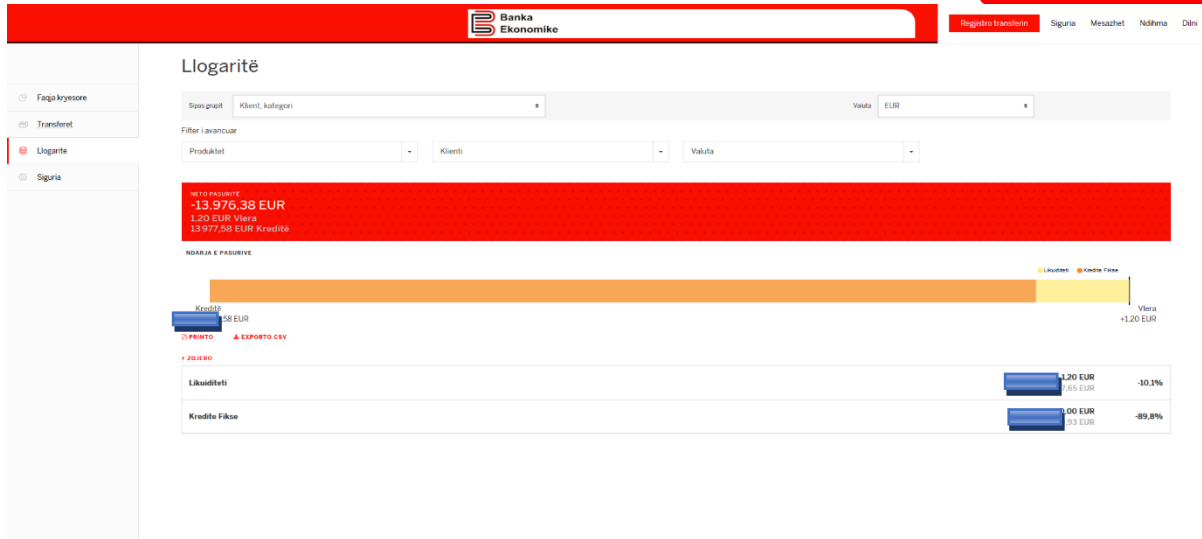 Banka
Ekonomike
Regjistro transferin Siguria Mesazhet Ndihma Dilni
Llogaritë
Faqja kryesore
Transferet
Llogaritë
Siguria
Sipas grupit Klient, kategori Valuta EUR
Filter i avancuar
Produktet Klienti Valuta
NETO PASURITË
-13.976,38 EUR
1,20 EUR Vlera
13 977,58 EUR Kreditë
NDARJA E PASURIVE
Likuiditeti Kredite Fikse
Kreditë Vlera
58 EUR +1,20 EUR
PRINTO EXPORTO CSV
+ ZGJERO
Likuiditeti 1,20 EUR -10,1%
7,65 EUR
Kredite Fikse ,00 EUR -89,8%
,93 EUR